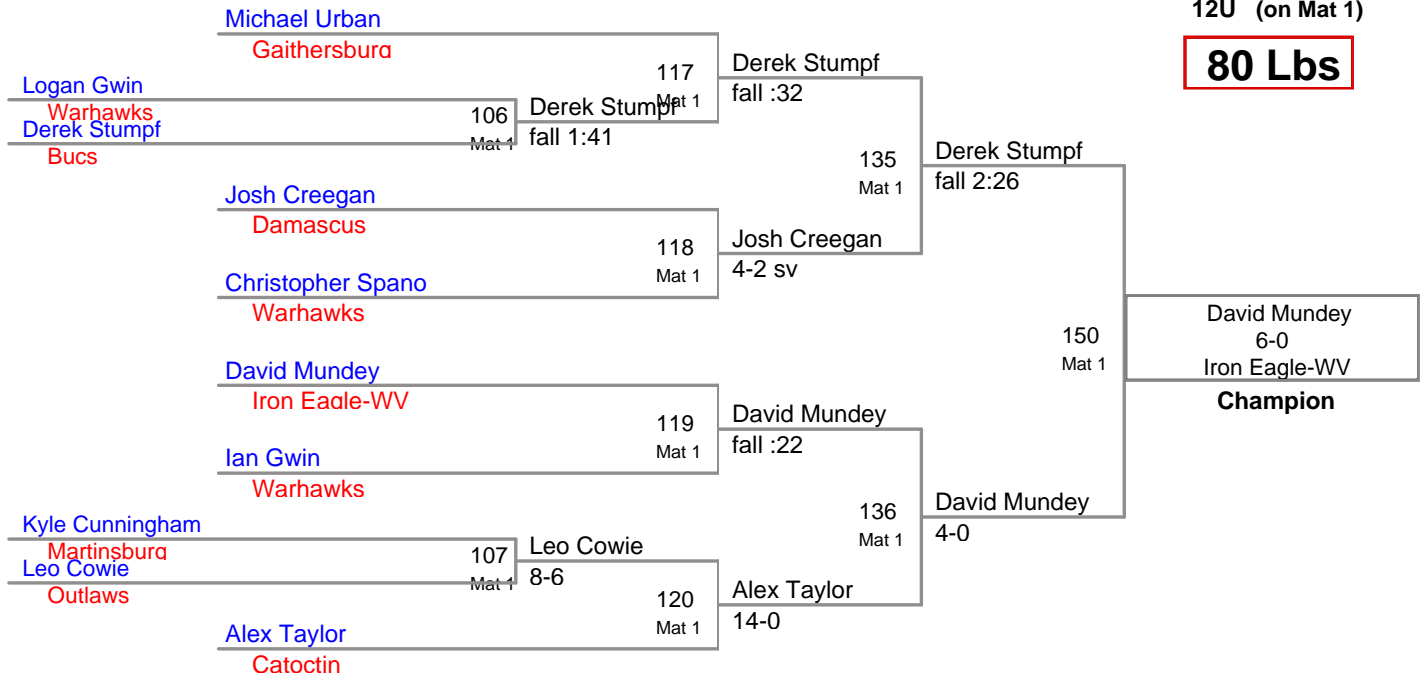 12U (on Mat 1)
80 Lbs
Michael Urban
Gaithersburg
Logan Gwin
Warhawks
Derek Stumpf
Bucs
106
Mat 1
Derek Stumpf
fall 1:41
117
Mat 1
Derek Stumpf
fall :32
Josh Creegan
Damascus
Christopher Spano
Warhawks
118
Mat 1
Josh Creegan
4-2 sv
135
Mat 1
Derek Stumpf
fall 2:26
David Mundey
Iron Eagle-WV
Ian Gwin
Warhawks
119
Mat 1
David Mundey
fall :22
Kyle Cunningham
Martinsburg
Leo Cowie
Outlaws
107
Mat 1
Leo Cowie
8-6
Alex Taylor
Catoctin
120
Mat 1
Alex Taylor
14-0
136
Mat 1
David Mundey
4-0
150
Mat 1
David Mundey
6-0
Iron Eagle-WV
Champion